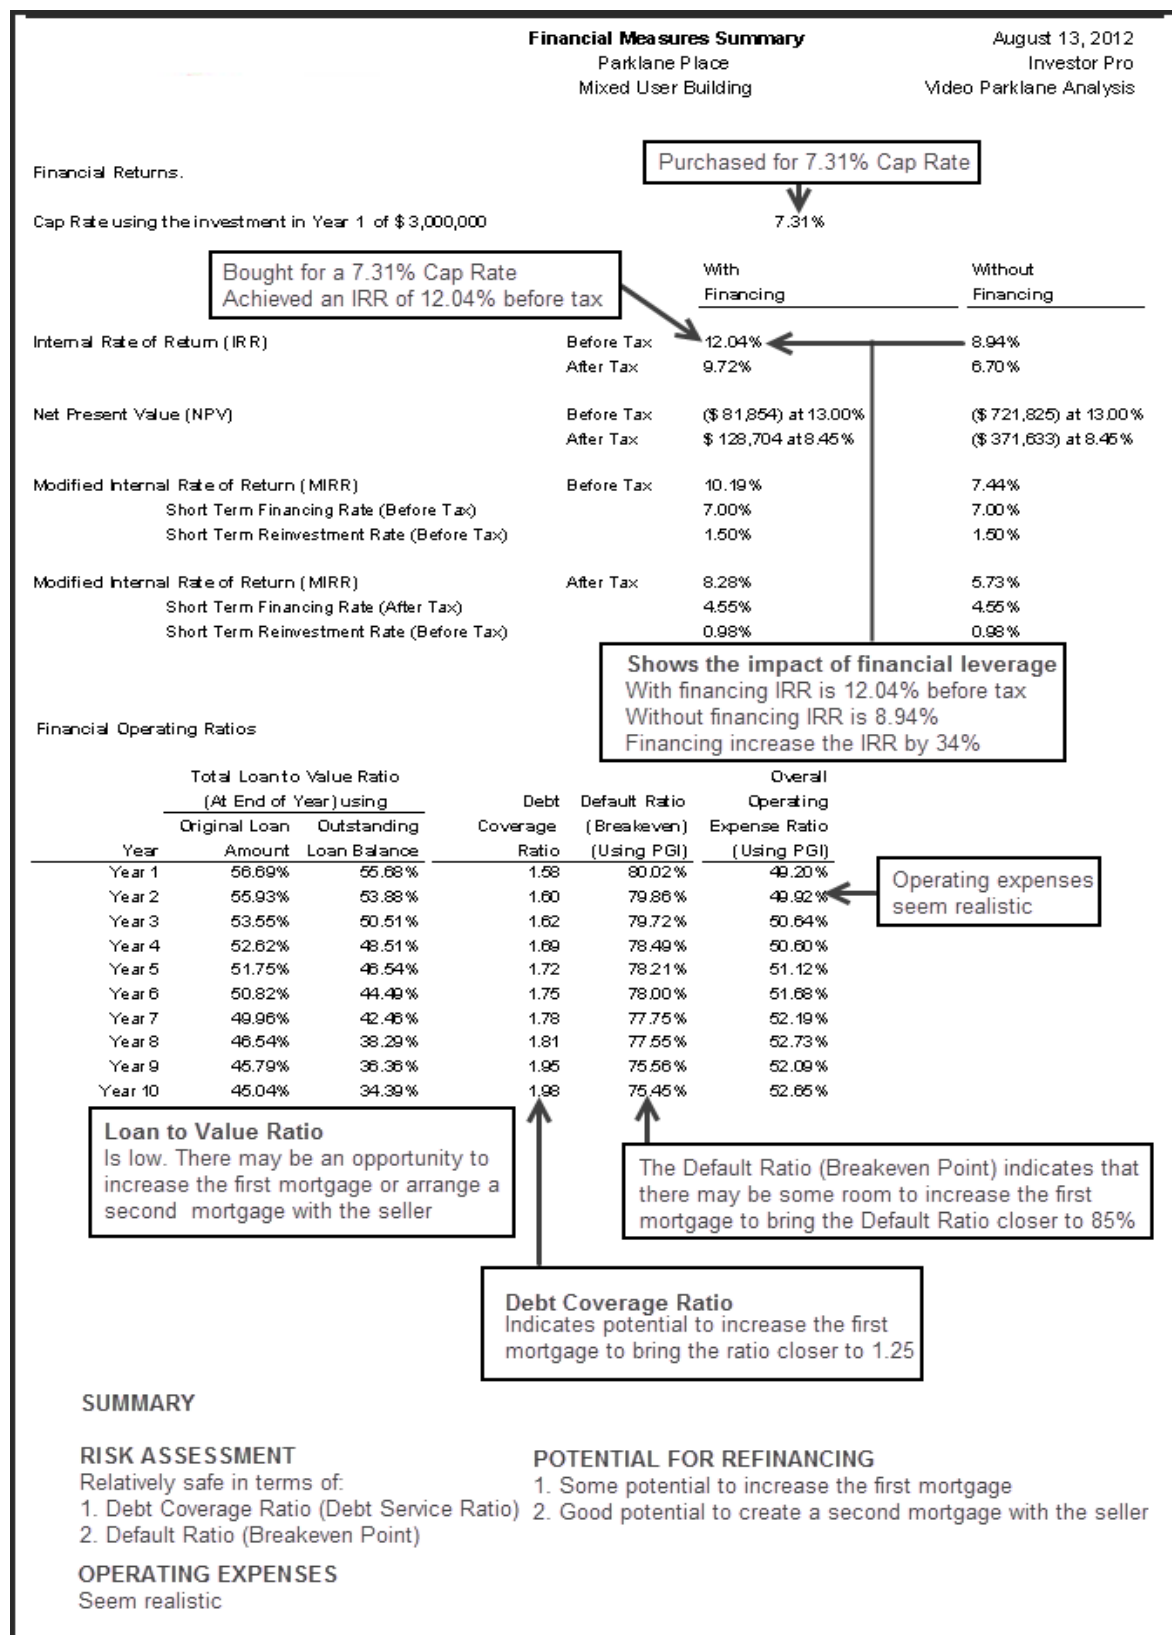 Financial Measures Summary
August 13, 2012
Parklane Place
Investor Pro
Mixed User Building
Video Parklane Analysis
Purchased for 7.31% Cap Rate
Financial Returns.
Cap Rate using the investment in Year 1 of $3,000,000 7.31%
Bought for a 7.31% Cap Rate
Achieved an IRR of 12.04% before tax
With Without
Financing Financing
Internal Rate of Return (IRR) Before Tax 12.04% 8.94%
After Tax 9.72% 6.70%
Net Present Value (NPV) Before Tax ($81,854) at 13.00% ($721,825) at 13.00%
After Tax $128,704 at 8.45% ($371,633) at 8.45%
Modified Internal Rate of Return (MIRR) Before Tax 10.19% 7.44%
Short Term Financing Rate (Before Tax) 7.00% 7.00%
Short Term Reinvestment Rate (Before Tax) 1.50% 1.50%
Modified Internal Rate of Return (MIRR) After Tax 8.28% 5.73%
Short Term Financing Rate (After Tax) 4.55% 4.55%
Short Term Reinvestment Rate (Before Tax) 0.98% 0.98%
Shows the impact of financial leverage
With financing IRR is 12.04% before tax
Without financing IRR is 8.94%
Financing increase the IRR by 34%
Financial Operating Ratios
Total Loan to Value Ratio Overall
(At End of Year) using Debt Default Ratio Operating
Original Loan Outstanding Coverage (Breakeven) Expense Ratio
Year Amount Loan Balance Ratio (Using PGI) (Using PGI)
Year 1 56.69% 55.68% 1.58 80.02% 49.20%
Year 2 55.93% 53.88% 1.60 79.86% 49.92%
Year 3 53.55% 50.51% 1.62 79.72% 50.64%
Year 4 52.62% 48.51% 1.69 78.49% 50.60%
Year 5 51.75% 46.54% 1.72 78.21% 51.12%
Year 6 50.82% 44.49% 1.75 78.00% 51.68%
Year 7 49.96% 42.46% 1.78 77.75% 52.19%
Year 8 46.54% 38.29% 1.81 77.55% 52.73%
Year 9 45.79% 36.36% 1.95 75.56% 52.09%
Year 10 45.04% 34.39% 1.98 75.45% 52.65%
Operating expenses
seem realistic
Loan to Value Ratio
Is low. There may be an opportunity to
increase the first mortgage or arrange a
second mortgage with the seller
The Default Ratio (Breakeven Point) indicates that
there may be some room to increase the first
mortgage to bring the Default Ratio closer to 85%
Debt Coverage Ratio
Indicates potential to increase the first
mortgage to bring the ratio closer to 1.25
SUMMARY
RISK ASSESSMENT
Relatively safe in terms of:
1. Debt Coverage Ratio (Debt Service Ratio)
2. Default Ratio (Breakeven Point)
POTENTIAL FOR REFINANCING
1. Some potential to increase the first mortgage
2. Good potential to create a second mortgage with the seller
OPERATING EXPENSES
Seem realistic